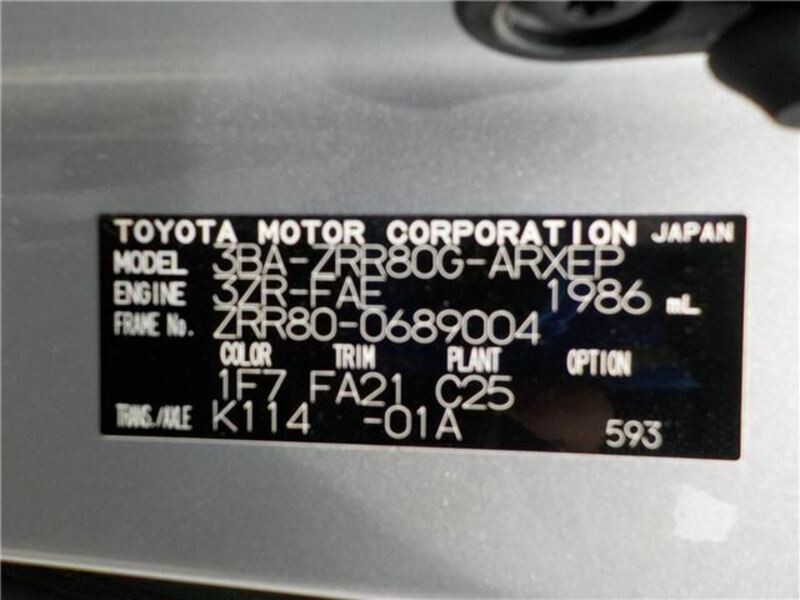 TOYOTA MOTOR CORPORATION JAPAN
MODEL 3BA-ZRR80G-ARXEP
ENGINE 3ZR-FAE 1986 mL
FRAME No. ZRR80-0689004
COLOR TRIM PLANT OPTION
1F7 FA21 C25
TRANS./AXLE K114 -01A 593